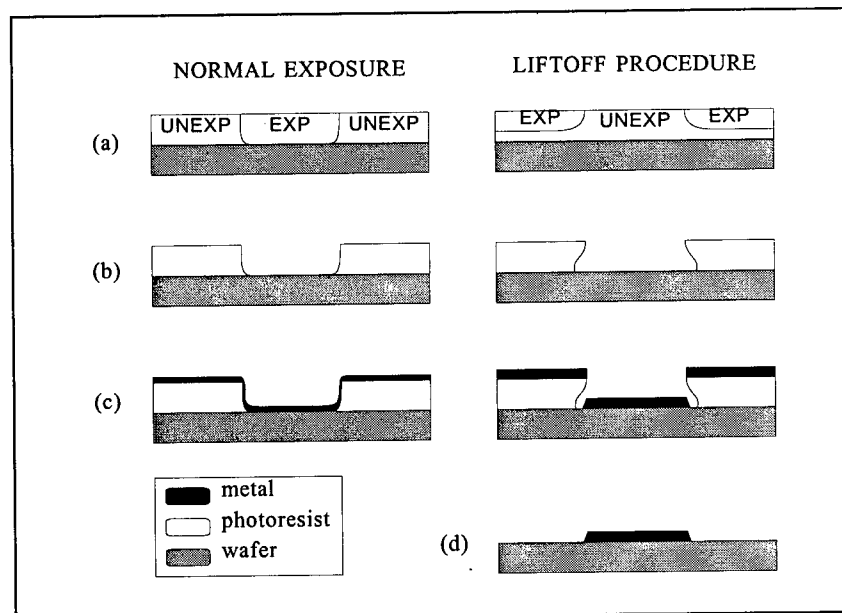 NORMAL EXPOSURE
LIFTOFF PROCEDURE
(a)
UNEXP EXP UNEXP
EXP UNEXP EXP
(b)
(c)
metal
photoresist
wafer
(d)